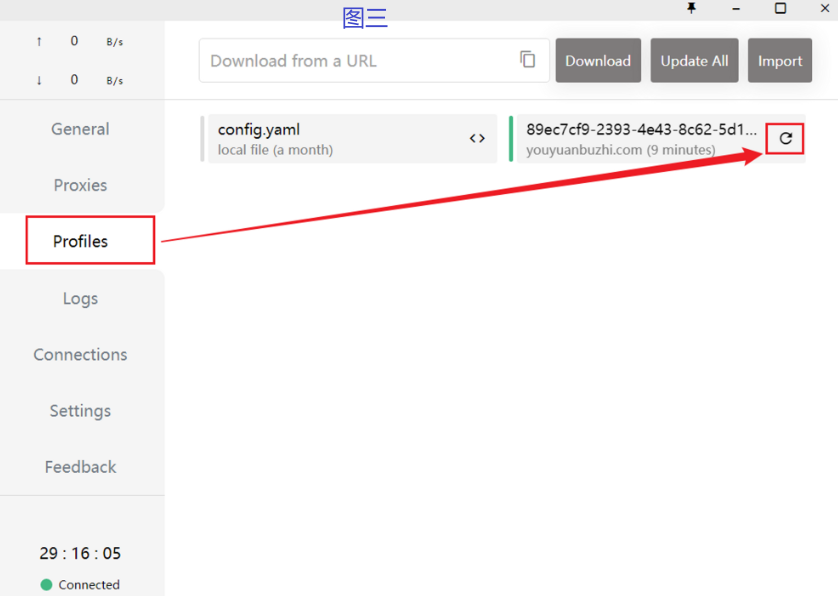 图三
↑ 0 B/s
↓ 0 B/s
Download from a URL
Download
Update All
Import
General
Proxies
Profiles
Logs
Connections
Settings
Feedback
config.yaml
local file (a month)
89ec7cf9-2393-4e43-8c62-5d1...
youyuanbuzhi.com (9 minutes)
29 : 16 : 05
Connected